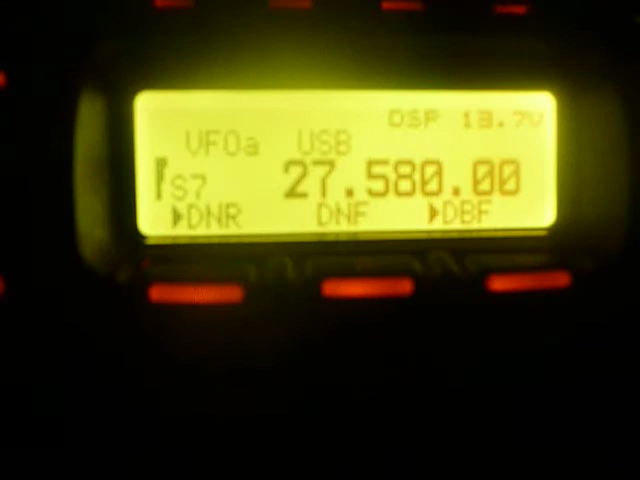 DSP 13.7V
VFOa USB
S7 27.580.00
DNR DNF DBF